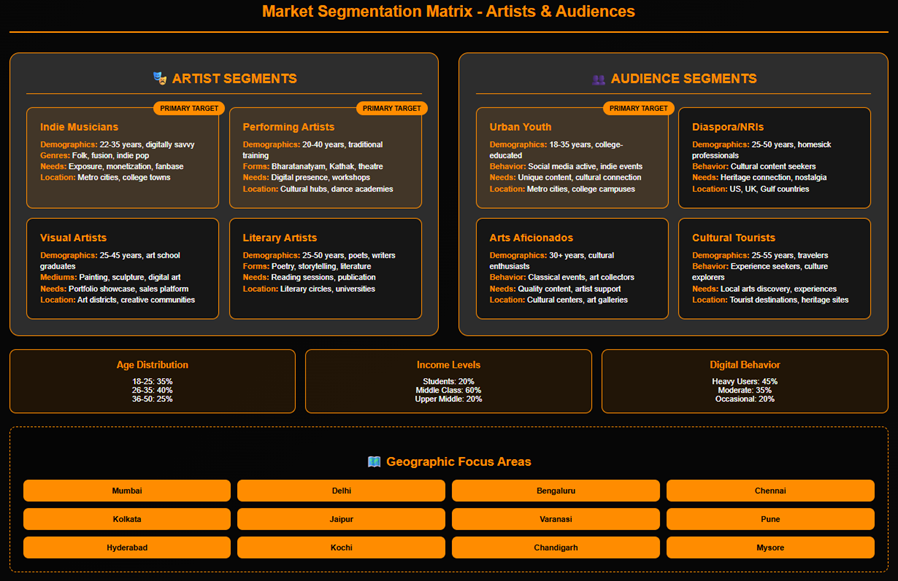 Market Segmentation Matrix - Artists & Audiences
ARTIST SEGMENTS
PRIMARY TARGET
Indie Musicians
Demographics: 22-35 years, digitally savvy
Genres: Folk, fusion, indie pop
Needs: Exposure, monetization, fanbase
Location: Metro cities, college towns
PRIMARY TARGET
Performing Artists
Demographics: 20-40 years, traditional
training
Forms: Bharatanatyam, Kathak, theatre
Needs: Digital presence, workshops
Location: Cultural hubs, dance academies
Visual Artists
Demographics: 25-45 years, art school
graduates
Mediums: Painting, sculpture, digital art
Needs: Portfolio showcase, sales platform
Location: Art districts, creative communities
Literary Artists
Demographics: 25-50 years, poets, writers
Forms: Poetry, storytelling, literature
Needs: Reading sessions, publication
Location: Literary circles, universities
AUDIENCE SEGMENTS
PRIMARY TARGET
Urban Youth
Demographics: 18-35 years, college-
educated
Behavior: Social media active, indie events
Needs: Unique content, cultural connection
Location: Metro cities, college campuses
Diaspora/NRIs
Demographics: 25-50 years, homesick
professionals
Behavior: Cultural content seekers
Needs: Heritage connection, nostalgia
Location: US, UK, Gulf countries
Arts Aficionados
Demographics: 30+ years, cultural
enthusiasts
Behavior: Classical events, art collectors
Needs: Quality content, artist support
Location: Cultural centers, art galleries
Cultural Tourists
Demographics: 25-55 years, travelers
Behavior: Experience seekers, culture
explorers
Needs: Local arts discovery, experiences
Location: Tourist destinations, heritage sites
Age Distribution
18-25: 35%
26-35: 40%
36-50: 25%
Income Levels
Students: 20%
Middle Class: 60%
Upper Middle: 20%
Digital Behavior
Heavy Users: 45%
Moderate: 35%
Occasional: 20%
Geographic Focus Areas
Mumbai
Delhi
Bengaluru
Chennai
Kolkata
Jaipur
Varanasi
Pune
Hyderabad
Kochi
Chandigarh
Mysore